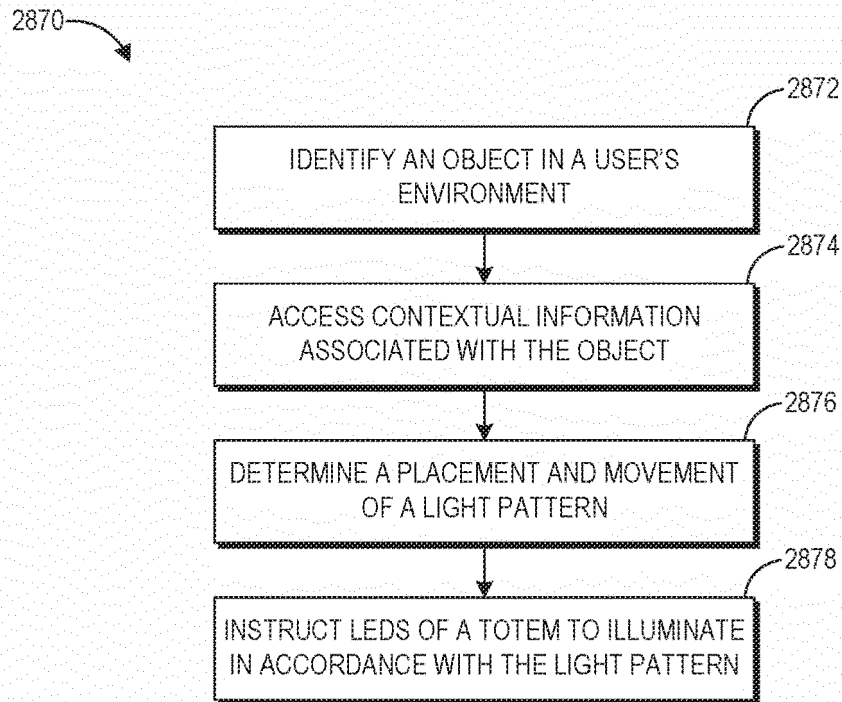 2870
2872
IDENTIFY AN OBJECT IN A USER'S
ENVIRONMENT
2874
ACCESS CONTEXTUAL INFORMATION
ASSOCIATED WITH THE OBJECT
2876
DETERMINE A PLACEMENT AND MOVEMENT
OF A LIGHT PATTERN
2878
INSTRUCT LEDS OF A TOTEM TO ILLUMINATE
IN ACCORDANCE WITH THE LIGHT PATTERN